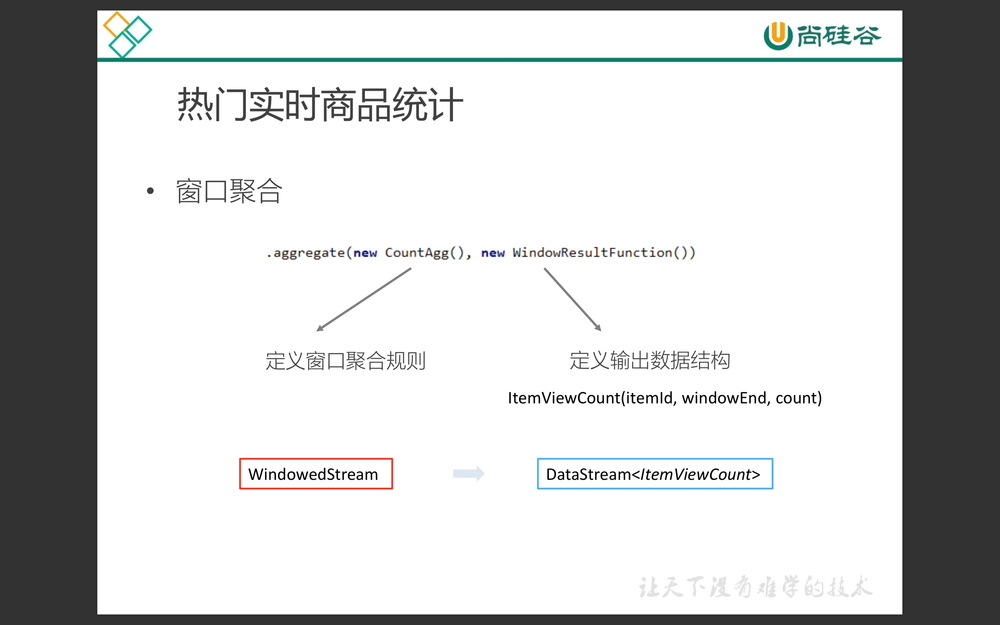 尚硅谷
热门实时商品统计
• 窗口聚合
.aggregate(new CountAgg(), new WindowResultFunction())
定义窗口聚合规则 定义输出数据结构
ItemViewCount(itemId, windowEnd, count)
WindowedStream DataStream<ItemViewCount>
让天下没有难学的技术